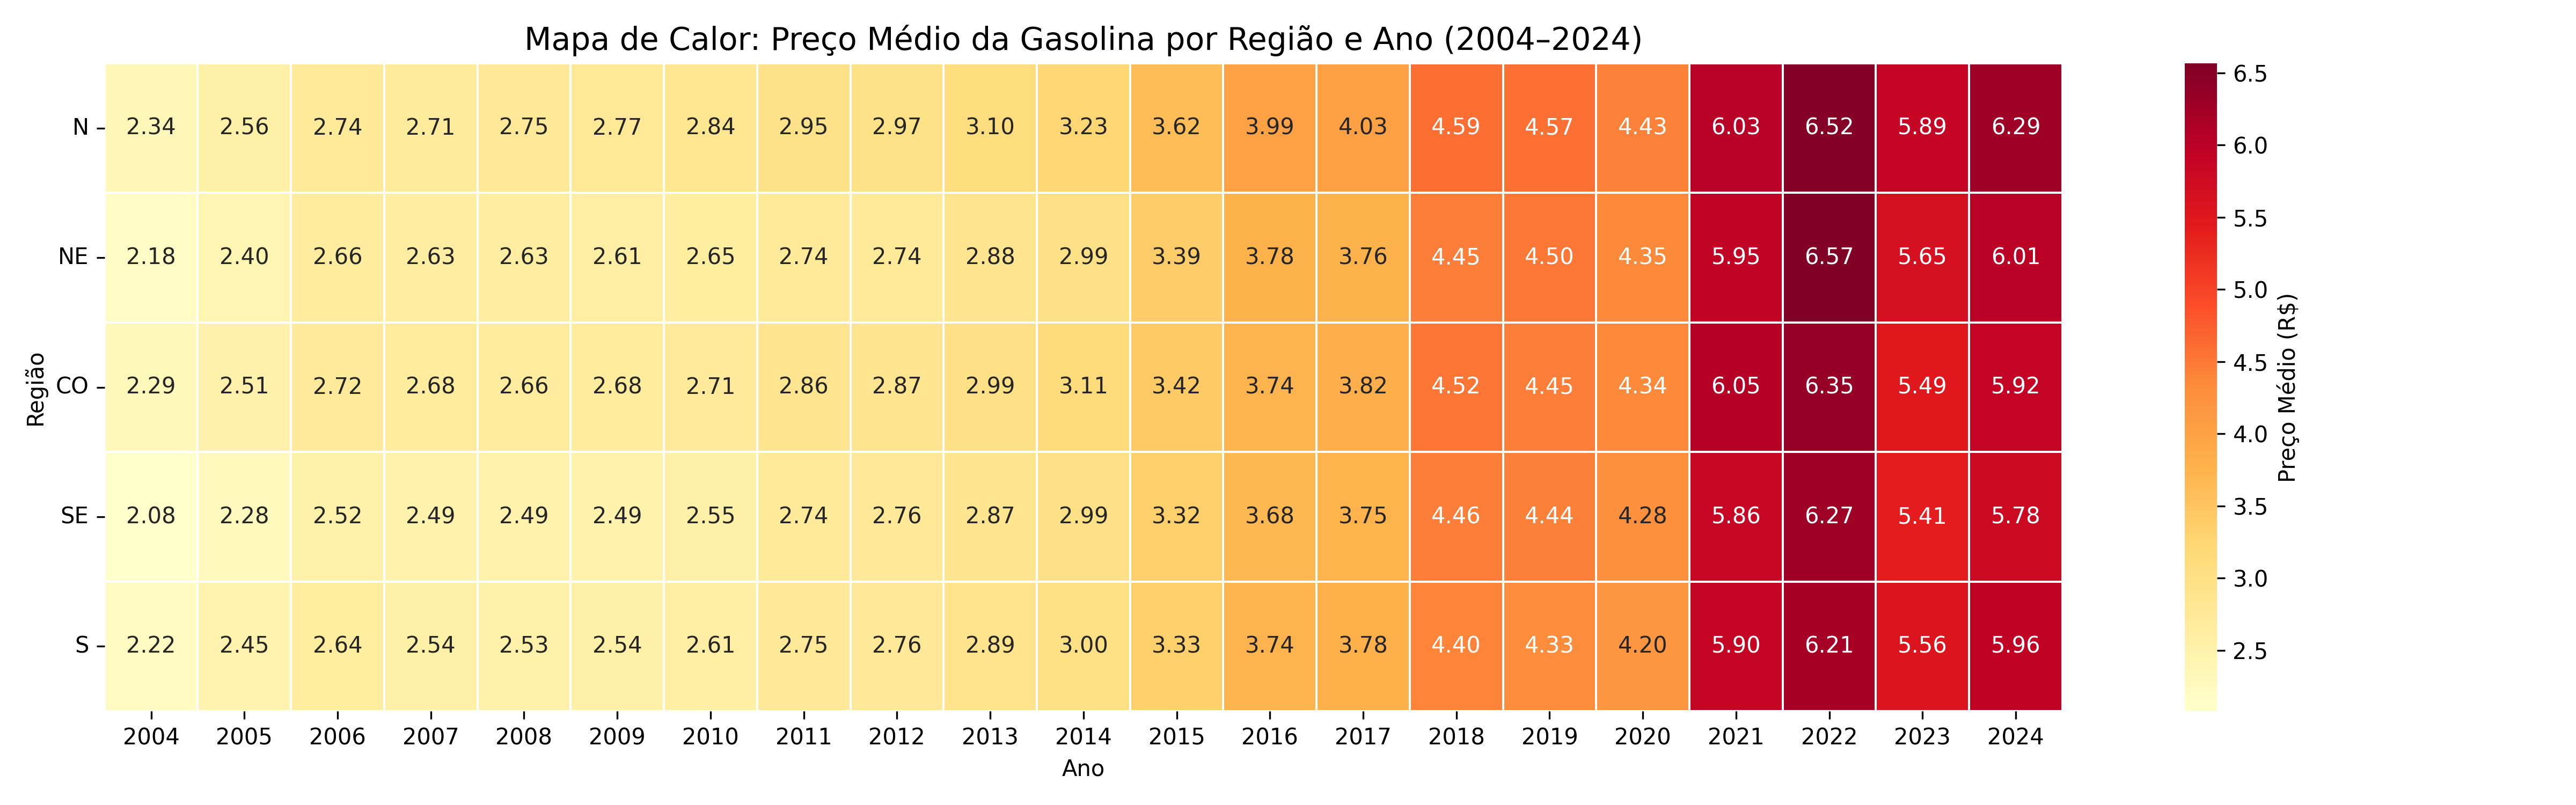 Mapa de Calor: Preço Médio da Gasolina por Região e Ano (2004–2024)
N 2.34 2.56 2.74 2.71 2.75 2.77 2.84 2.95 2.97 3.10 3.23 3.62 3.99 4.03 4.59 4.57 4.43 6.03 6.52 5.89 6.29
NE 2.18 2.40 2.66 2.63 2.63 2.61 2.65 2.74 2.74 2.88 2.99 3.39 3.78 3.76 4.45 4.50 4.35 5.95 6.57 5.65 6.01
CO 2.29 2.51 2.72 2.68 2.66 2.68 2.71 2.86 2.87 2.99 3.11 3.42 3.74 3.82 4.52 4.45 4.34 6.05 6.35 5.49 5.92
SE 2.08 2.28 2.52 2.49 2.49 2.49 2.55 2.74 2.76 2.87 2.99 3.32 3.68 3.75 4.46 4.44 4.28 5.86 6.27 5.41 5.78
S 2.22 2.45 2.64 2.54 2.53 2.54 2.61 2.75 2.76 2.89 3.00 3.33 3.74 3.78 4.40 4.33 4.20 5.90 6.21 5.56 5.96
2004 2005 2006 2007 2008 2009 2010 2011 2012 2013 2014 2015 2016 2017 2018 2019 2020 2021 2022 2023 2024
Ano
Região
6.5
6.0
5.5
5.0
4.5
4.0
3.5
3.0
2.5
Preço Médio (R$)